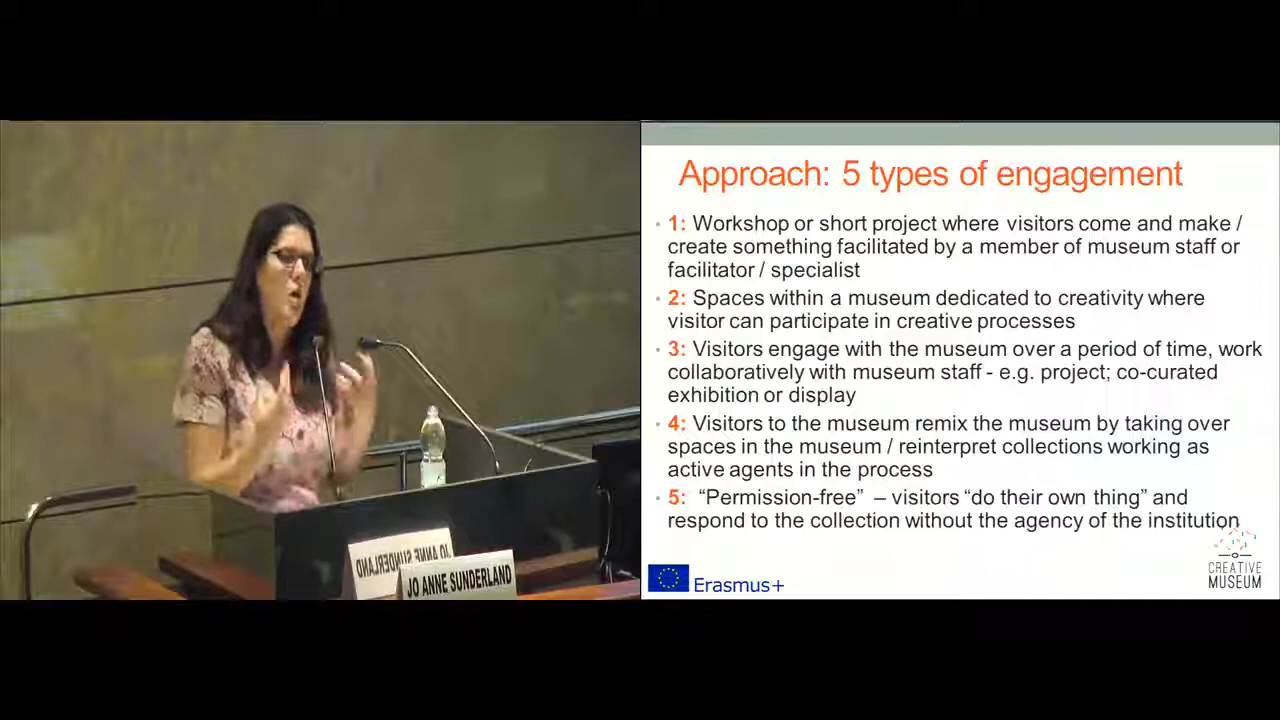 Approach: 5 types of engagement
• 1: Workshop or short project where visitors come and make /
create something facilitated by a member of museum staff or
facilitator / specialist
• 2: Spaces within a museum dedicated to creativity where
visitor can participate in creative processes
• 3: Visitors engage with the museum over a period of time, work
collaboratively with museum staff - e.g. project; co-curated
exhibition or display
• 4: Visitors to the museum remix the museum by taking over
spaces in the museum / reinterpret collections working as
active agents in the process
• 5: “Permission-free” – visitors “do their own thing” and
respond to the collection without the agency of the institution
Erasmus+
CREATIVE
MUSEUM
JO ANNE SUNDERLAND
JO ANNE SUNDERLAND